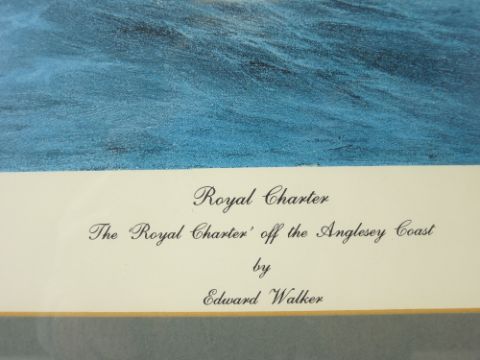 Royal Charter
The 'Royal Charter' off the Anglesey Coast
by
Edward Walker